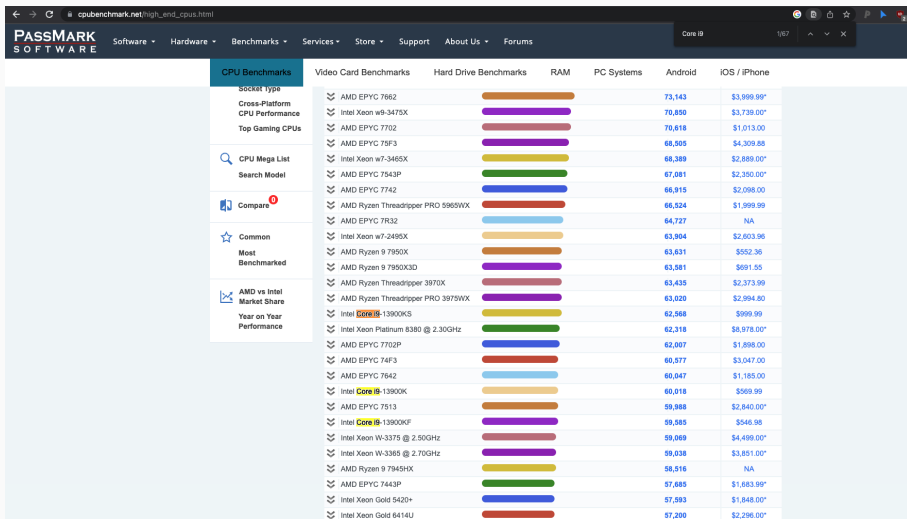 cpubenchmark.net/high_end_cpus.html
PASSMARK
SOFTWARE
Software Hardware Benchmarks Services Store Support About Us Forums
Core i9 1/67
CPU Benchmarks Video Card Benchmarks Hard Drive Benchmarks RAM PC Systems Android iOS / iPhone
Socket Type
Cross-Platform
CPU Performance
Top Gaming CPUs
CPU Mega List
Search Model
Compare 0
Common
Most
Benchmarked
AMD vs Intel
Market Share
Year on Year
Performance
AMD EPYC 7662 73,143 $3,999.99*
Intel Xeon w9-3475X 70,850 $3,739.00*
AMD EPYC 7702 70,618 $1,013.00
AMD EPYC 75F3 68,505 $4,309.88
Intel Xeon w7-3465X 68,389 $2,889.00*
AMD EPYC 7543P 67,081 $2,350.00*
AMD EPYC 7742 66,915 $2,098.00
AMD Ryzen Threadripper PRO 5965WX 66,524 $1,999.99
AMD EPYC 7R32 64,727 NA
Intel Xeon w7-2495X 63,904 $2,603.96
AMD Ryzen 9 7950X 63,631 $552.36
AMD Ryzen 9 7950X3D 63,581 $691.55
AMD Ryzen Threadripper 3970X 63,435 $2,373.99
AMD Ryzen Threadripper PRO 3975WX 63,020 $2,994.80
Intel Core i9-13900KS 62,568 $999.99
Intel Xeon Platinum 8380 @ 2.30GHz 62,318 $8,978.00*
AMD EPYC 7702P 62,007 $1,898.00
AMD EPYC 74F3 60,577 $3,047.00
AMD EPYC 7642 60,047 $1,185.00
Intel Core i9-13900K 60,018 $569.99
AMD EPYC 7513 59,988 $2,840.00*
Intel Core i9-13900KF 59,585 $546.98
Intel Xeon W-3375 @ 2.50GHz 59,069 $4,499.00*
Intel Xeon W-3365 @ 2.70GHz 59,038 $3,851.00*
AMD Ryzen 9 7945HX 58,516 NA
AMD EPYC 7443P 57,685 $1,683.99*
Intel Xeon Gold 5420+ 57,593 $1,848.00*
Intel Xeon Gold 6414U 57,200 $2,296.00*